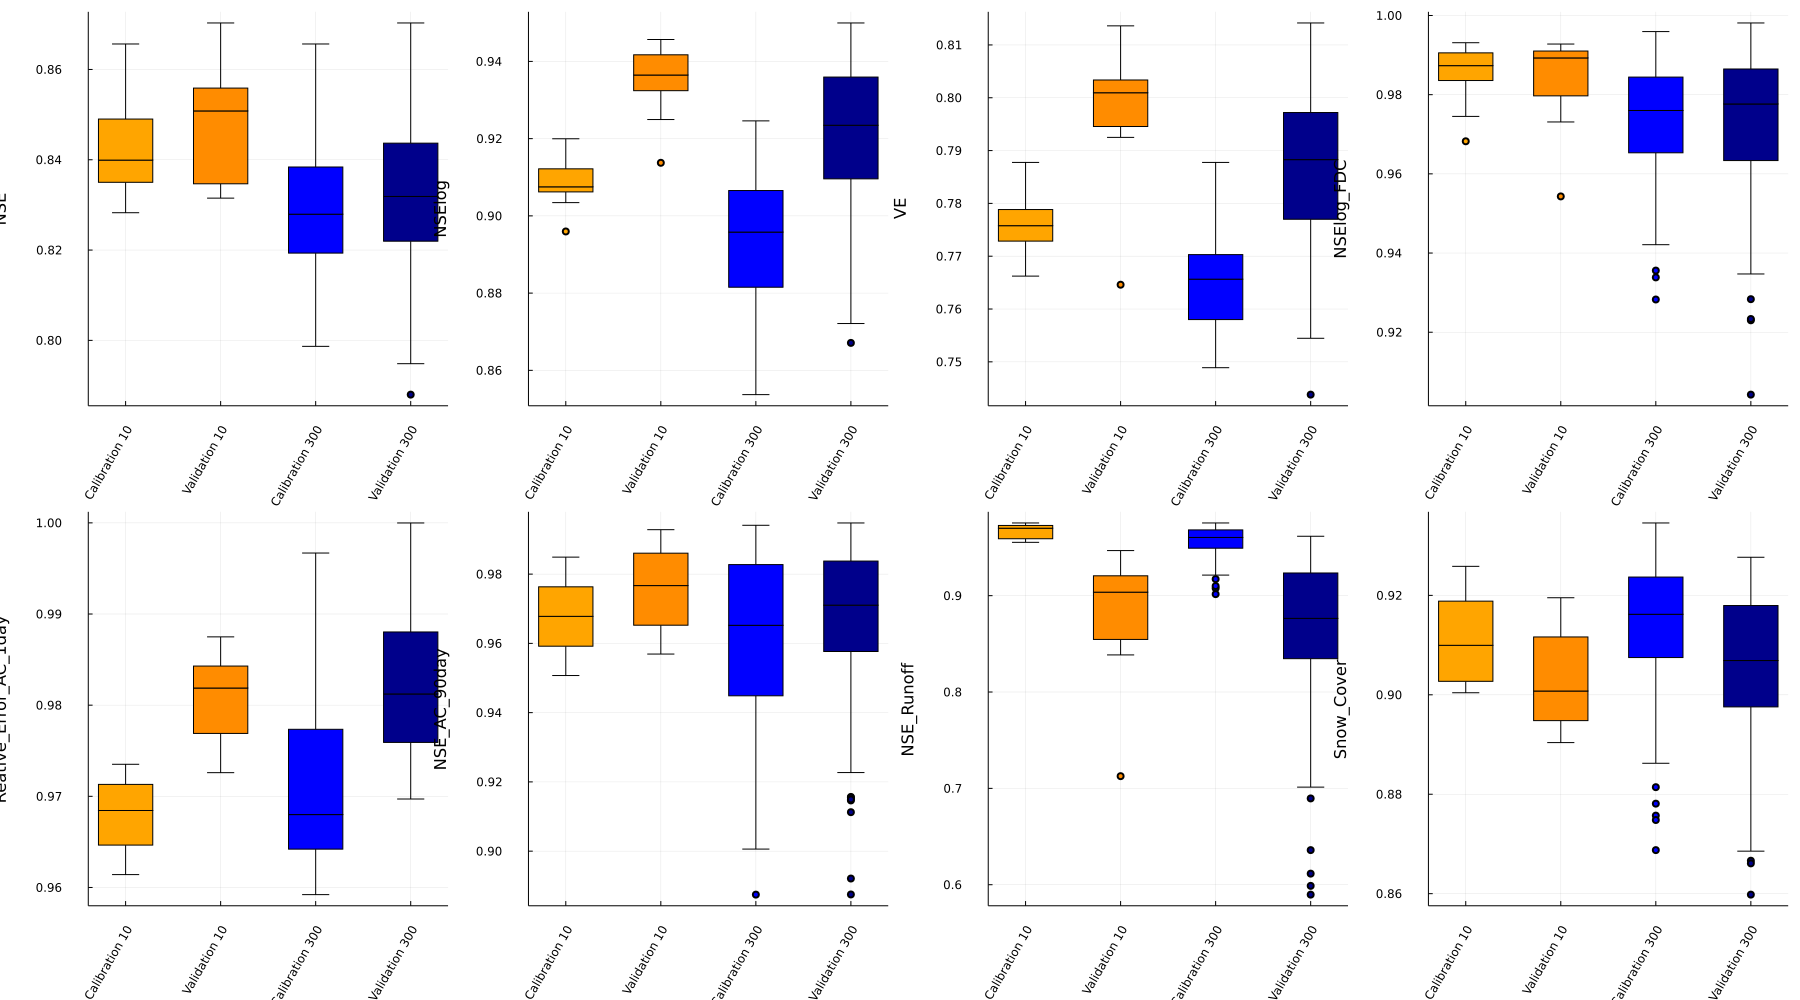 NSE
0.86
0.84
0.82
0.80
Calibration 10
Validation 10
Calibration 300
Validation 300
NSElog
0.94
0.92
0.90
0.88
0.86
Calibration 10
Validation 10
Calibration 300
Validation 300
VE
0.81
0.80
0.79
0.78
0.77
0.76
0.75
Calibration 10
Validation 10
Calibration 300
Validation 300
NSElog_FDC
1.00
0.98
0.96
0.94
0.92
Calibration 10
Validation 10
Calibration 300
Validation 300
Reative_Error_AC_1day
1.00
0.99
0.98
0.97
0.96
Calibration 10
Validation 10
Calibration 300
Validation 300
NSE_AC_90day
0.98
0.96
0.94
0.92
0.90
Calibration 10
Validation 10
Calibration 300
Validation 300
NSE_Runoff
0.9
0.8
0.7
0.6
Calibration 10
Validation 10
Calibration 300
Validation 300
Snow_Cover
0.92
0.90
0.88
0.86
Calibration 10
Validation 10
Calibration 300
Validation 300